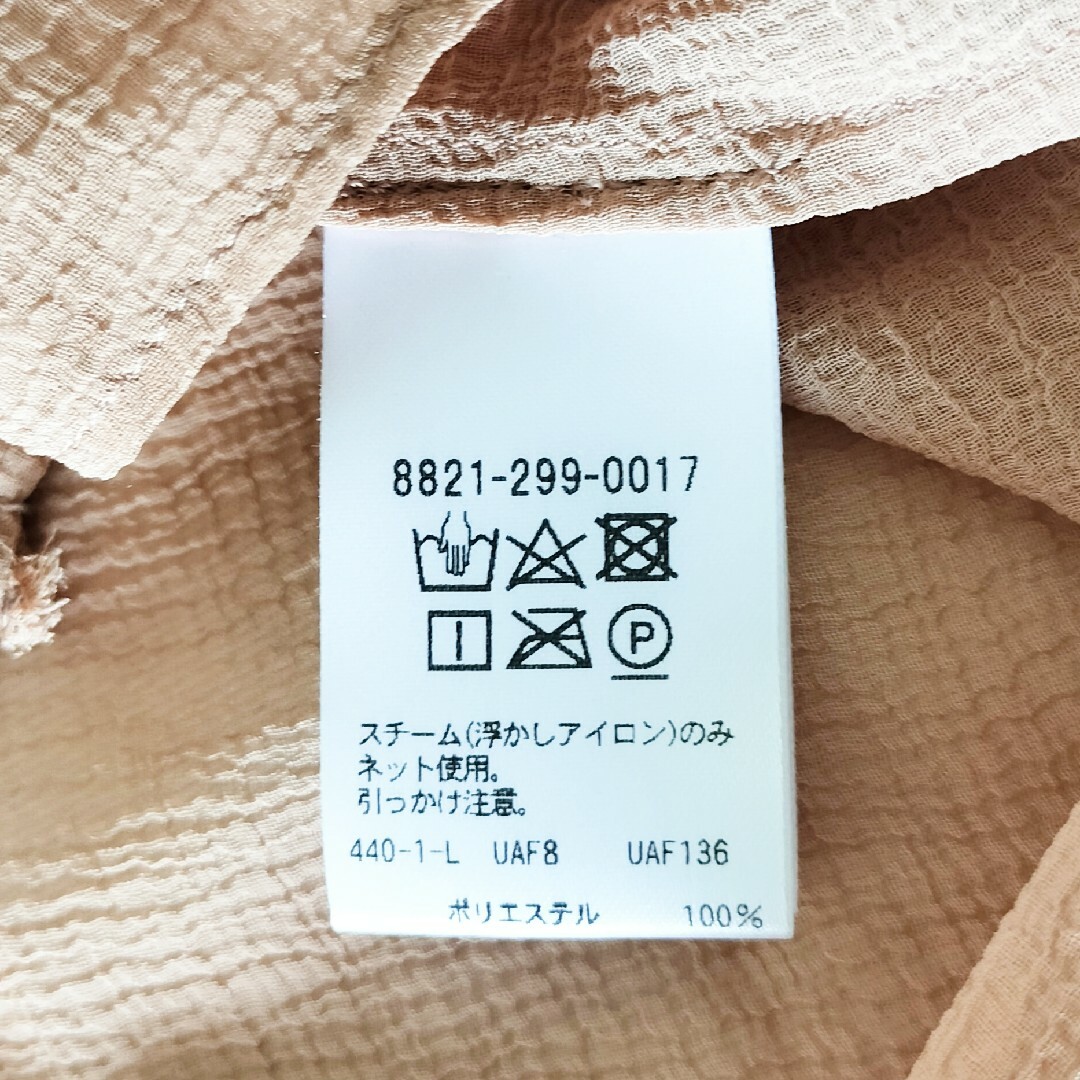 8821-299-0017
P
スチーム(浮かしアイロン)のみ
ネット使用。
引っかけ注意。
440-1-L UAF8 UAF136
ポリエステル 100%